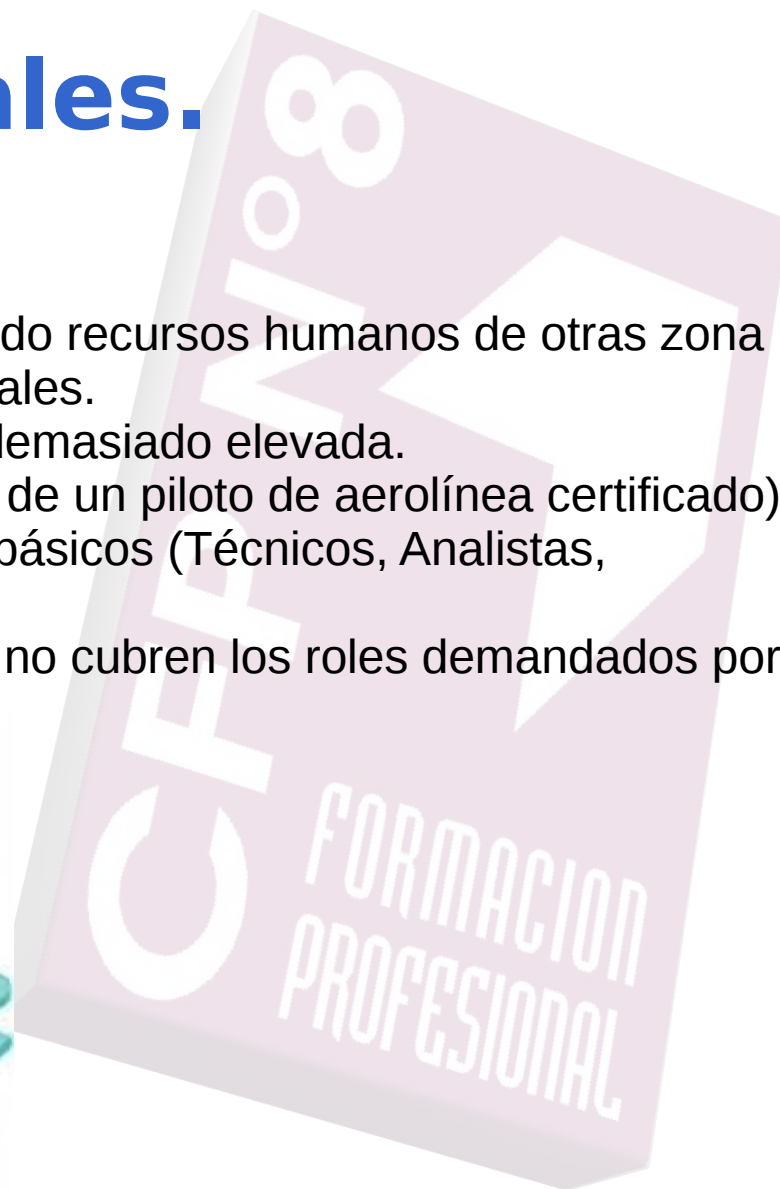 ales.
do recursos humanos de otras zona
ales.
demasiado elevada.
de un piloto de aerolínea certificado)
básicos (Técnicos, Analistas,
no cubren los roles demandados por
CFP N°8
FORMACION
PROFESIONAL